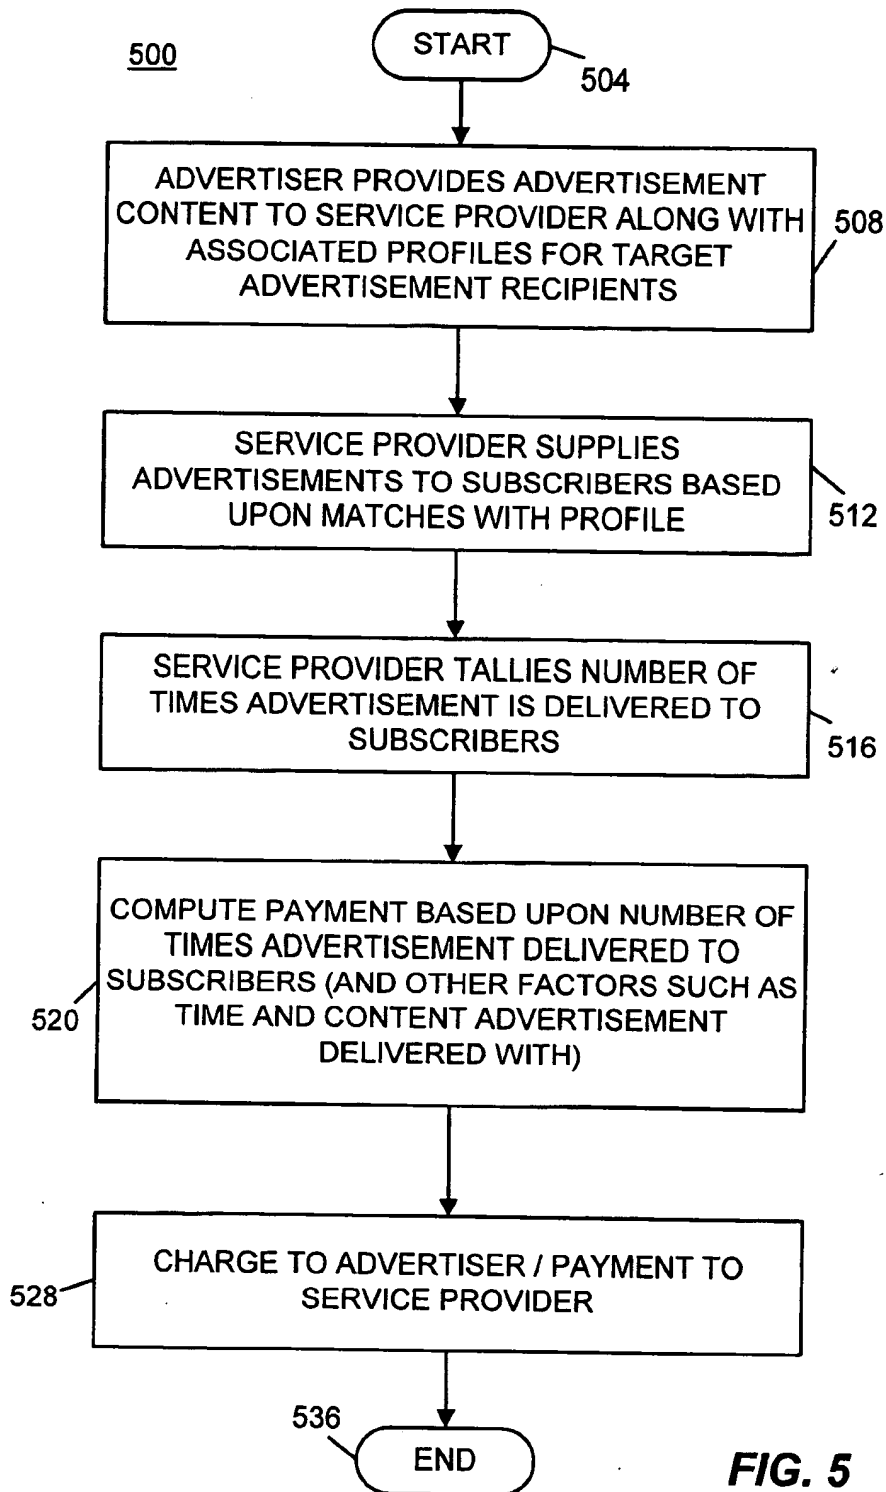 500
START
504
ADVERTISER PROVIDES ADVERTISEMENT
CONTENT TO SERVICE PROVIDER ALONG WITH
ASSOCIATED PROFILES FOR TARGET
ADVERTISEMENT RECIPIENTS
508
SERVICE PROVIDER SUPPLIES
ADVERTISEMENTS TO SUBSCRIBERS BASED
UPON MATCHES WITH PROFILE
512
SERVICE PROVIDER TALLIES NUMBER OF
TIMES ADVERTISEMENT IS DELIVERED TO
SUBSCRIBERS
516
COMPUTE PAYMENT BASED UPON NUMBER OF
TIMES ADVERTISEMENT DELIVERED TO
SUBSCRIBERS (AND OTHER FACTORS SUCH AS
TIME AND CONTENT ADVERTISEMENT
DELIVERED WITH)
520
CHARGE TO ADVERTISER / PAYMENT TO
SERVICE PROVIDER
528
536
END
FIG. 5